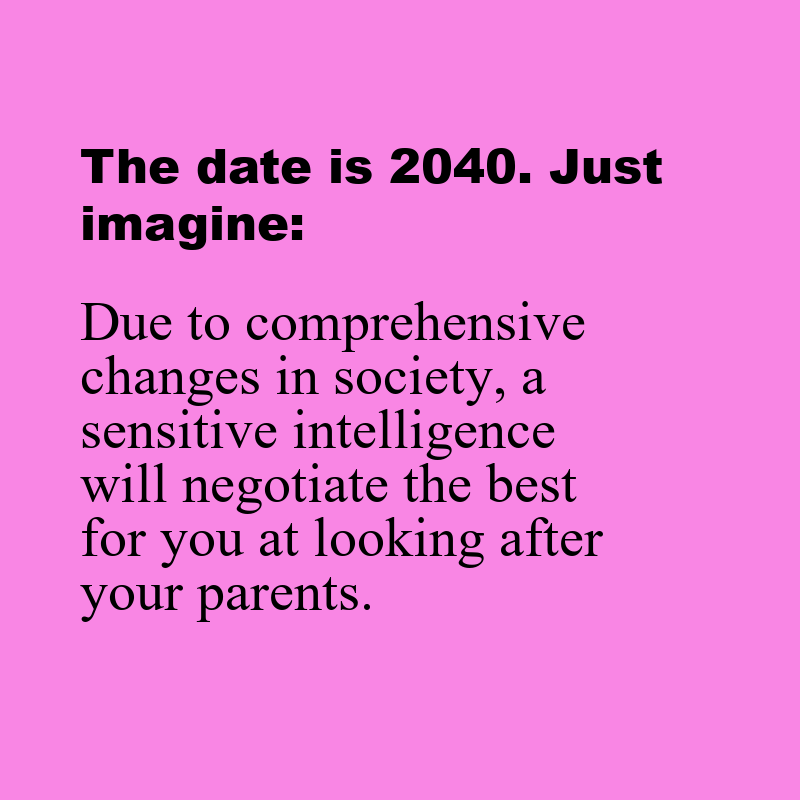 The date is 2040. Just
imagine:
Due to comprehensive
changes in society, a
sensitive intelligence
will negotiate the best
for you at looking after
your parents.